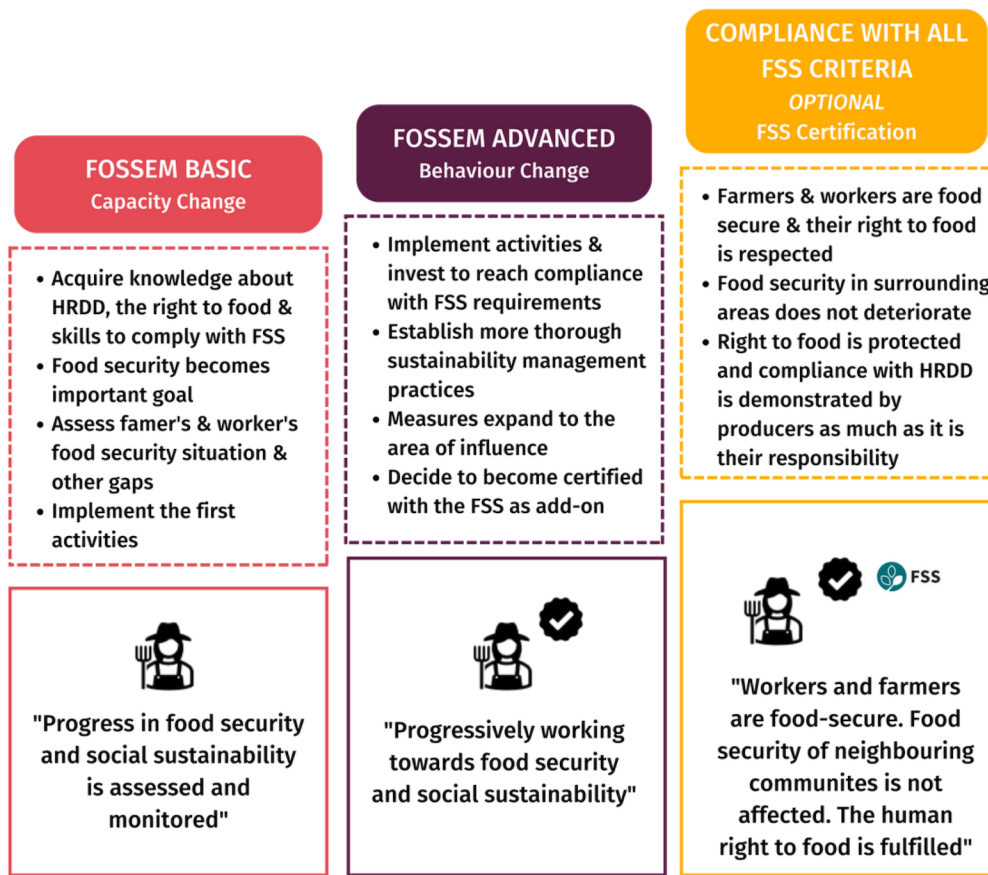 FOSSEM BASIC
Capacity Change
• Acquire knowledge about
HRDD, the right to food &
skills to comply with FSS
• Food security becomes
important goal
• Assess famer's & worker's
food security situation &
other gaps
• Implement the first
activities
"Progress in food security
and social sustainability
is assessed and
monitored"
FOSSEM ADVANCED
Behaviour Change
• Implement activities &
invest to reach compliance
with FSS requirements
• Establish more thorough
sustainability management
practices
• Measures expand to the
area of influence
• Decide to become certified
with the FSS as add-on
"Progressively working
towards food security
and social sustainability"
COMPLIANCE WITH ALL
FSS CRITERIA
OPTIONAL
FSS Certification
• Farmers & workers are food
secure & their right to food
is respected
• Food security in surrounding
areas does not deteriorate
• Right to food is protected
and compliance with HRDD
is demonstrated by
producers as much as it is
their responsibility
FSS
"Workers and farmers
are food-secure. Food
security of neighbouring
communites is not
affected. The human
right to food is fulfilled"